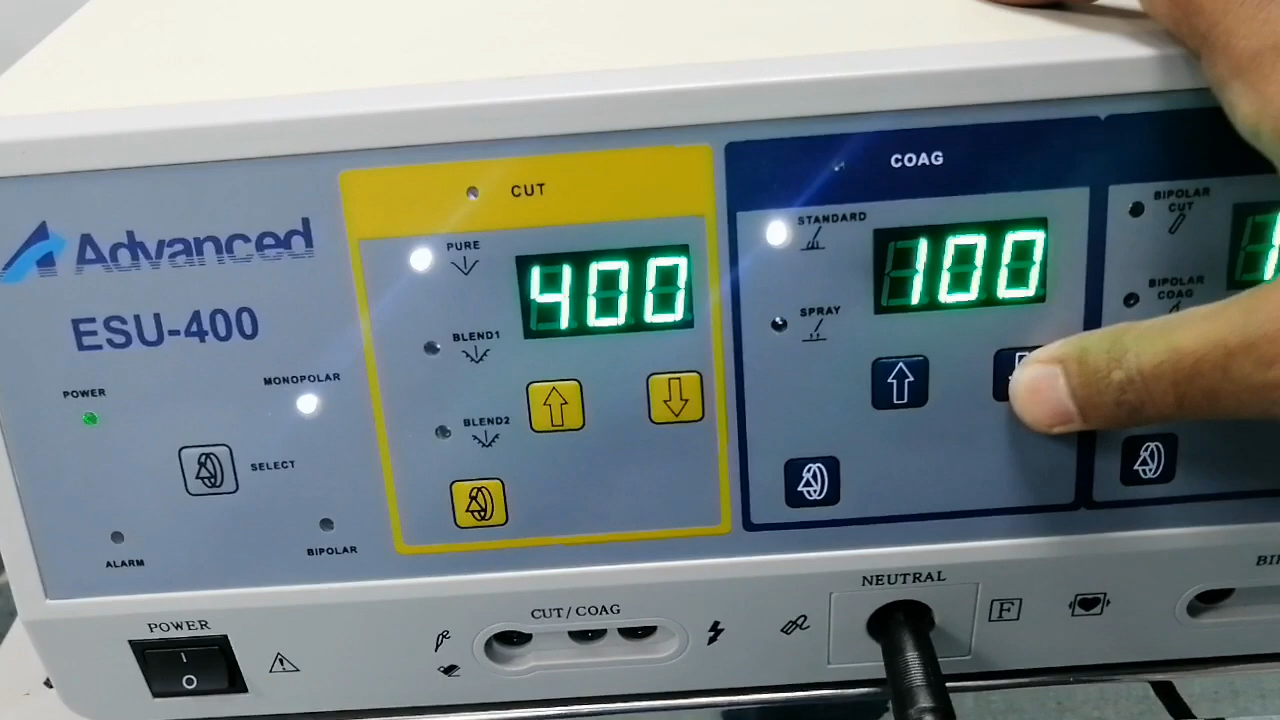 Advanced
ESU-400
POWER
MONOPOLAR
SELECT
ALARM
BIPOLAR
CUT
PURE
400
BLEND1
BLEND2
COAG
STANDARD
100
SPRAY
BIPOLAR
CUT
BIPOLAR
COAG
POWER
I
O
CUT/COAG
NEUTRAL
F